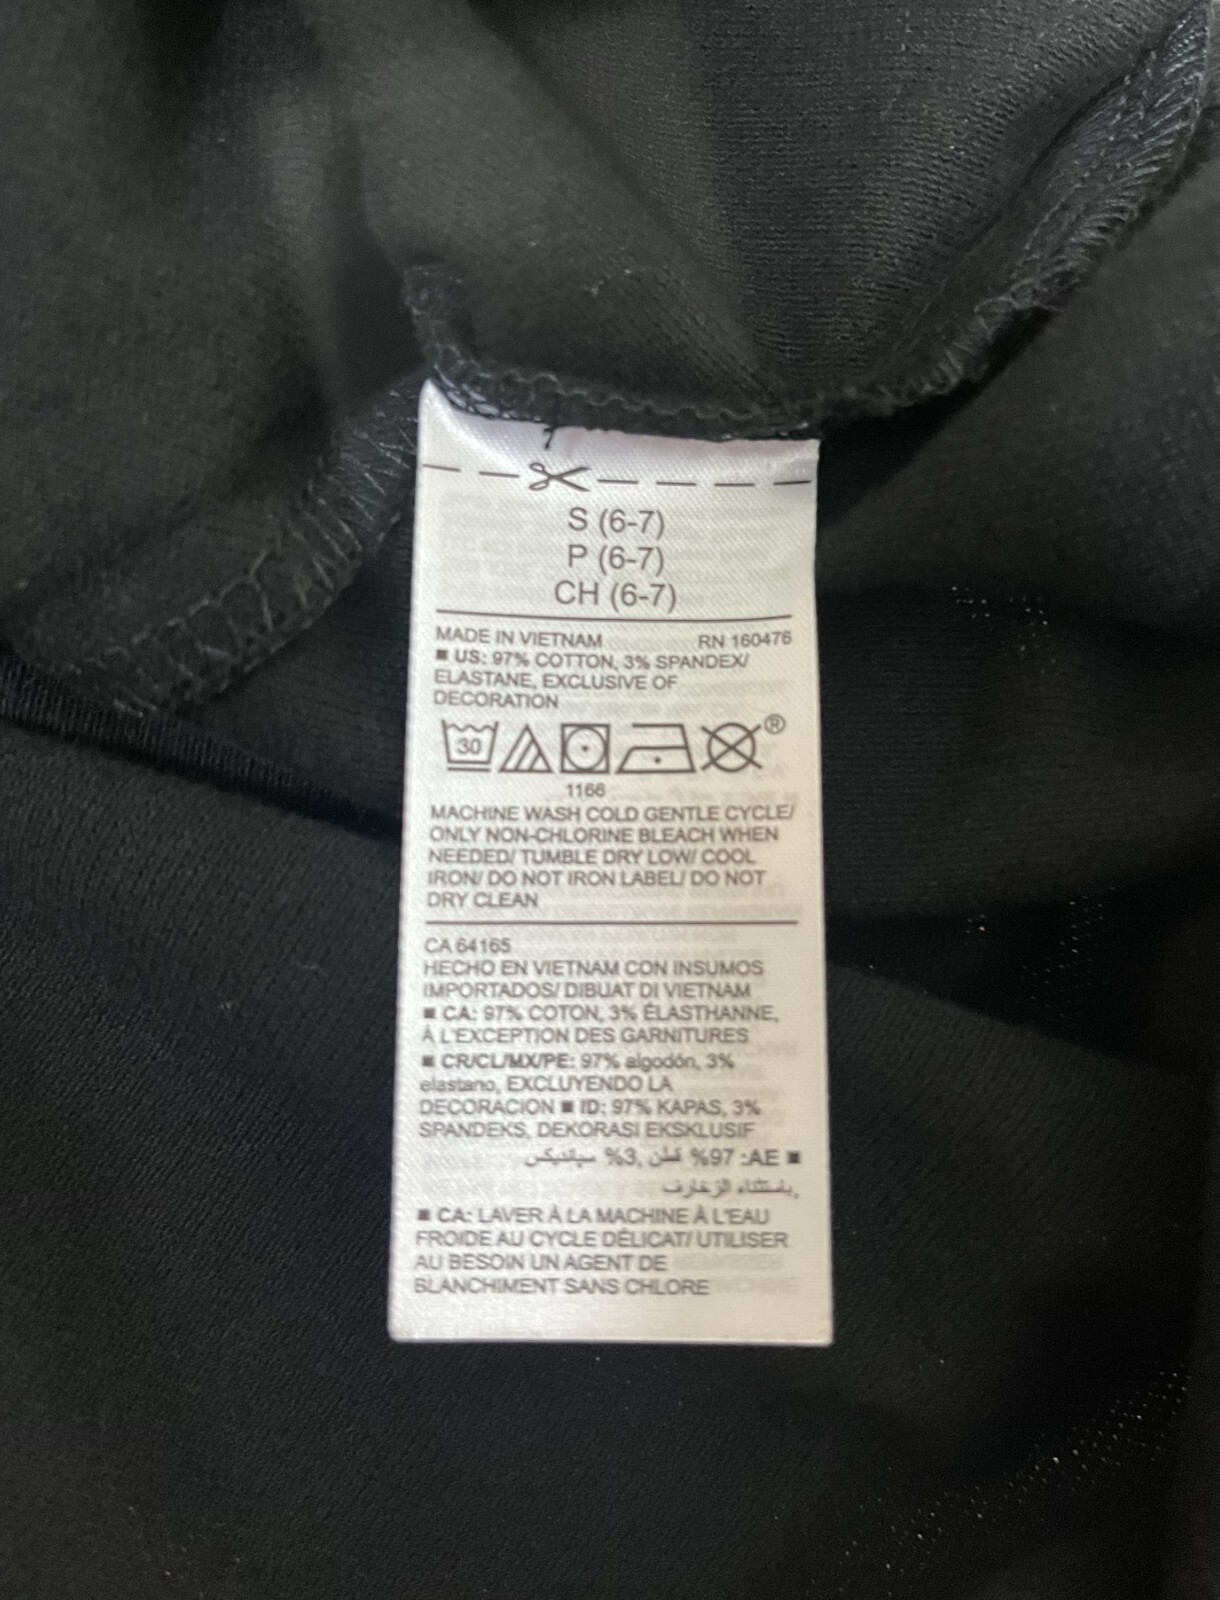 S (6-7)
P (6-7)
CH (6-7)
MADE IN VIETNAM RN 160476
■ US: 97% COTTON, 3% SPANDEX/
ELASTANE, EXCLUSIVE OF
DECORATION
30 ®
1166
MACHINE WASH COLD GENTLE CYCLE/
ONLY NON-CHLORINE BLEACH WHEN
NEEDED/ TUMBLE DRY LOW/ COOL
IRON/ DO NOT IRON LABEL/ DO NOT
DRY CLEAN
CA 64165
HECHO EN VIETNAM CON INSUMOS
IMPORTADOS/ DIBUAT DI VIETNAM
■ CA: 97% COTON, 3% ÉLASTHANNE,
À L'EXCEPTION DES GARNITURES
■ CR/CL/MX/PE: 97% algodón, 3%
elastano, EXCLUYENDO LA
DECORACION ■ ID: 97% KAPAS, 3%
SPANDEKS, DEKORASI EKSKLUSIF
■ AE: 97% قطن, 3% سپانديكس
باستثناء الزخارف,
■ CA: LAVER À LA MACHINE À L'EAU
FROIDE AU CYCLE DÉLICAT/ UTILISER
AU BESOIN UN AGENT DE
BLANCHIMENT SANS CHLORE